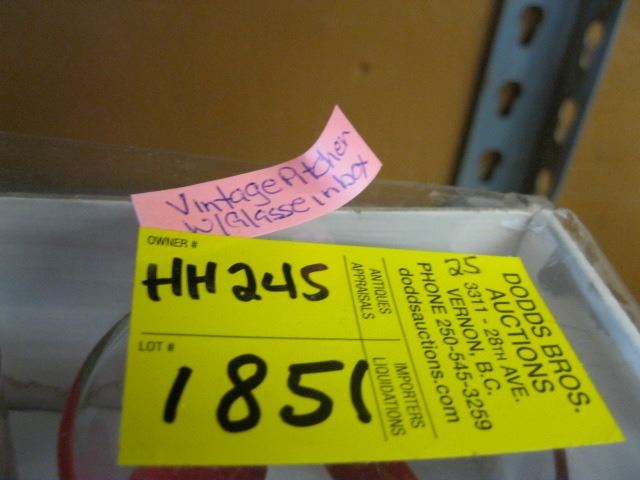 Vintage Pitcher
w/Glasse in box
OWNER #
HH245
LOT #
1851
ANTIQUES
APPRAISALS
IMPORTERS
LIQUIDATIONS
25
DODDS BROS.
AUCTIONS
3311 - 28TH AVE.
VERNON, B.C.
PHONE 250-545-3259
doddsauctions.com